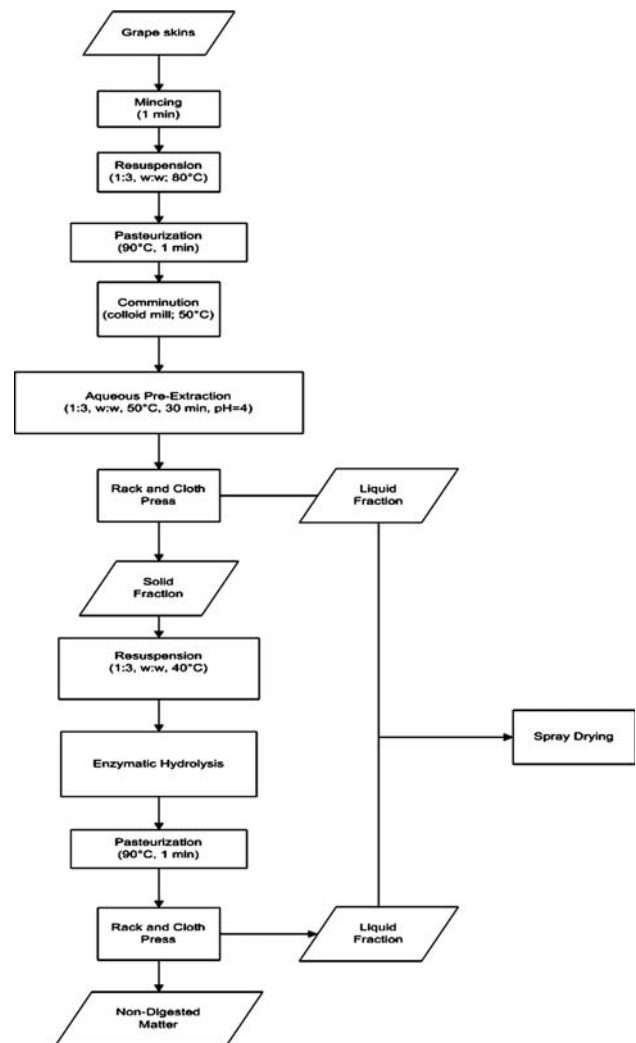 Grape skins
Mincing
(1 min)
Resuspension
(1:3, w:w; 80°C)
Pasteurization
(90°C, 1 min)
Comminution
(colloid mill; 50°C)
Aqueous Pre-Extraction
(1:3, w:w, 50°C, 30 min, pH=4)
Rack and Cloth
Press
Liquid
Fraction
Solid
Fraction
Resuspension
(1:3, w:w, 40°C)
Enzymatic Hydrolysis
Spray Drying
Pasteurization
(90°C, 1 min)
Rack and Cloth
Press
Liquid
Fraction
Non-Digested
Matter